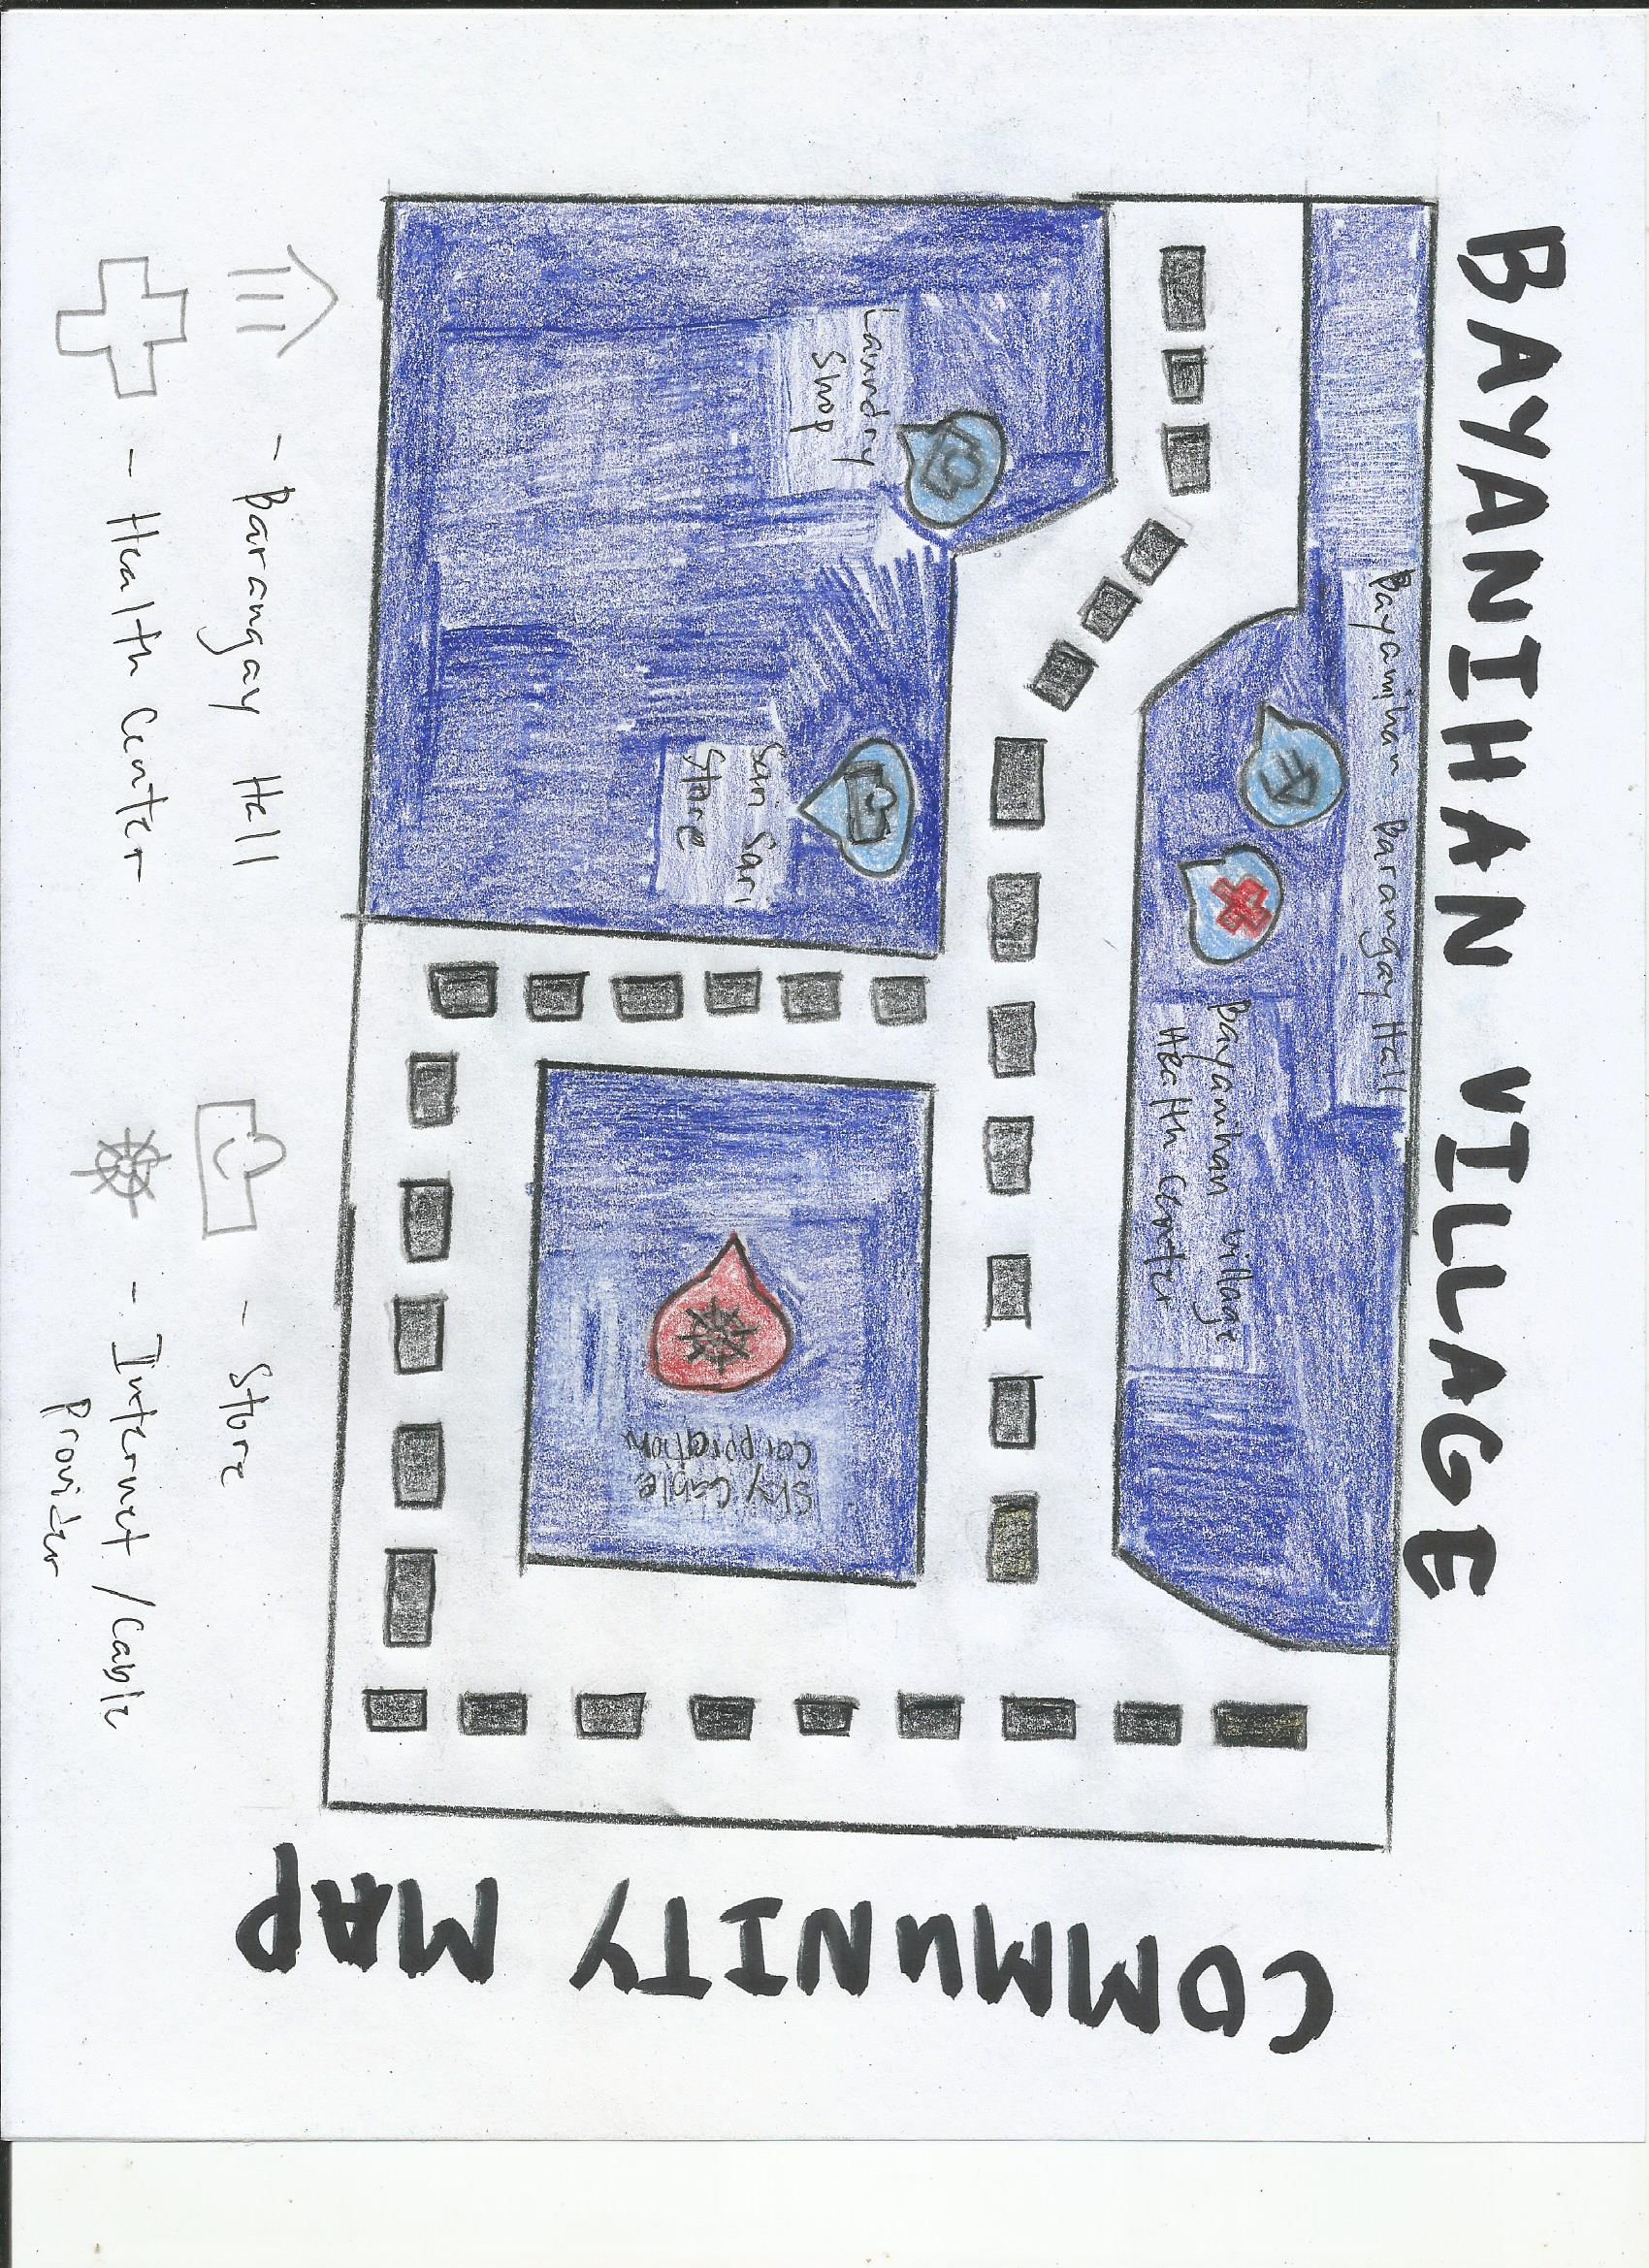 BAYANIHAN VILLAGE
Bayanihan Barangay Hall
Bayanihan village
Health Center
Laundry
Shop
Sari Sari
Store
Sky Cable
Corporation
COMMUNITY MAP
- Barangay Hall
- Health Center
- Store
- Internet / Cable
Provider